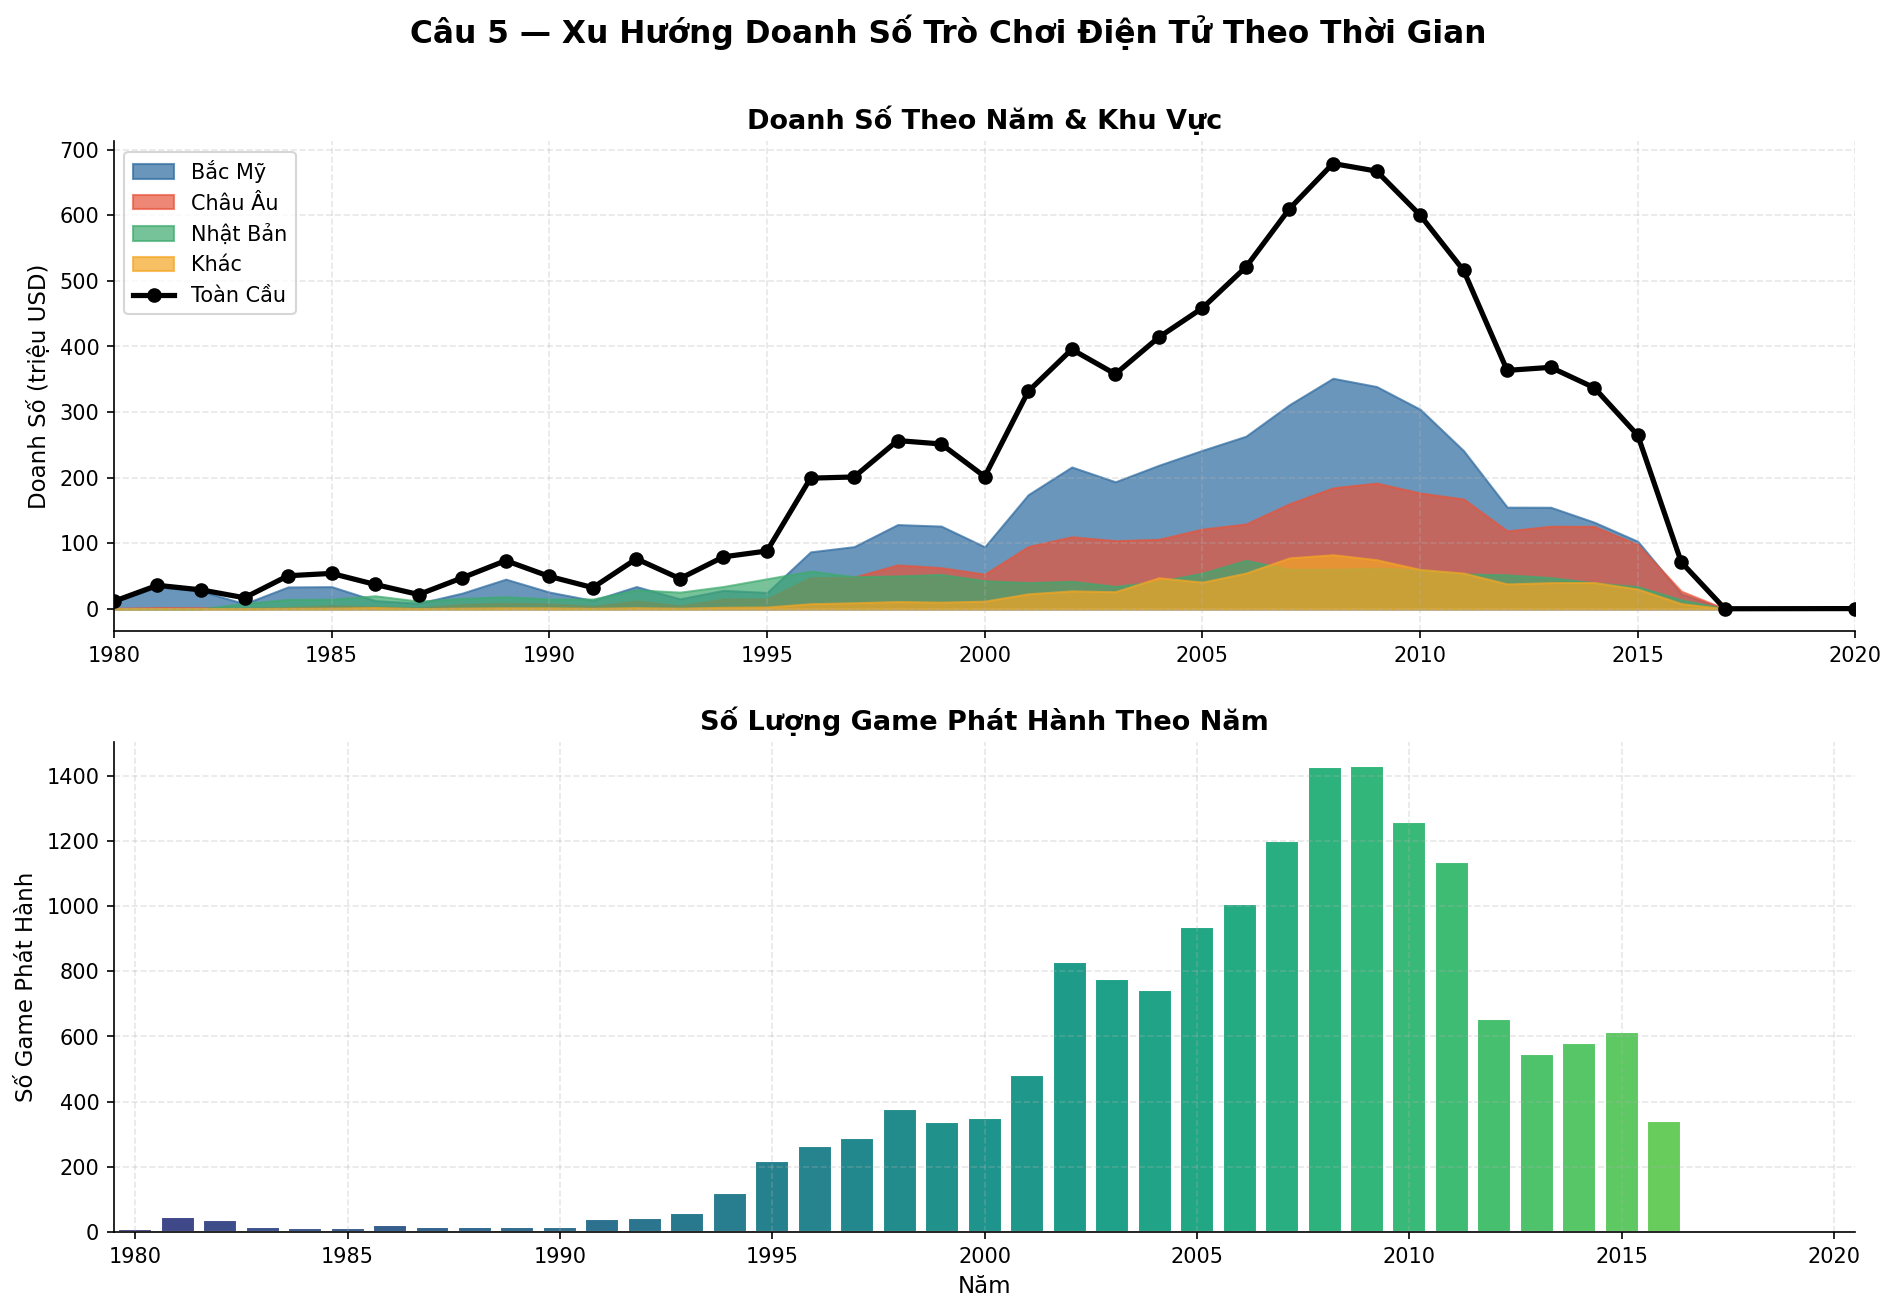 Câu 5 — Xu Hướng Doanh Số Trò Chơi Điện Tử Theo Thời Gian
Doanh Số Theo Năm & Khu Vực
Doanh Số (triệu USD)
700
600
500
400
300
200
100
0
Bắc Mỹ
Châu Âu
Nhật Bản
Khác
Toàn Cầu
1980 1985 1990 1995 2000 2005 2010 2015 2020
Số Lượng Game Phát Hành Theo Năm
Số Game Phát Hành
1400
1200
1000
800
600
400
200
0
1980 1985 1990 1995 2000 2005 2010 2015 2020
Năm